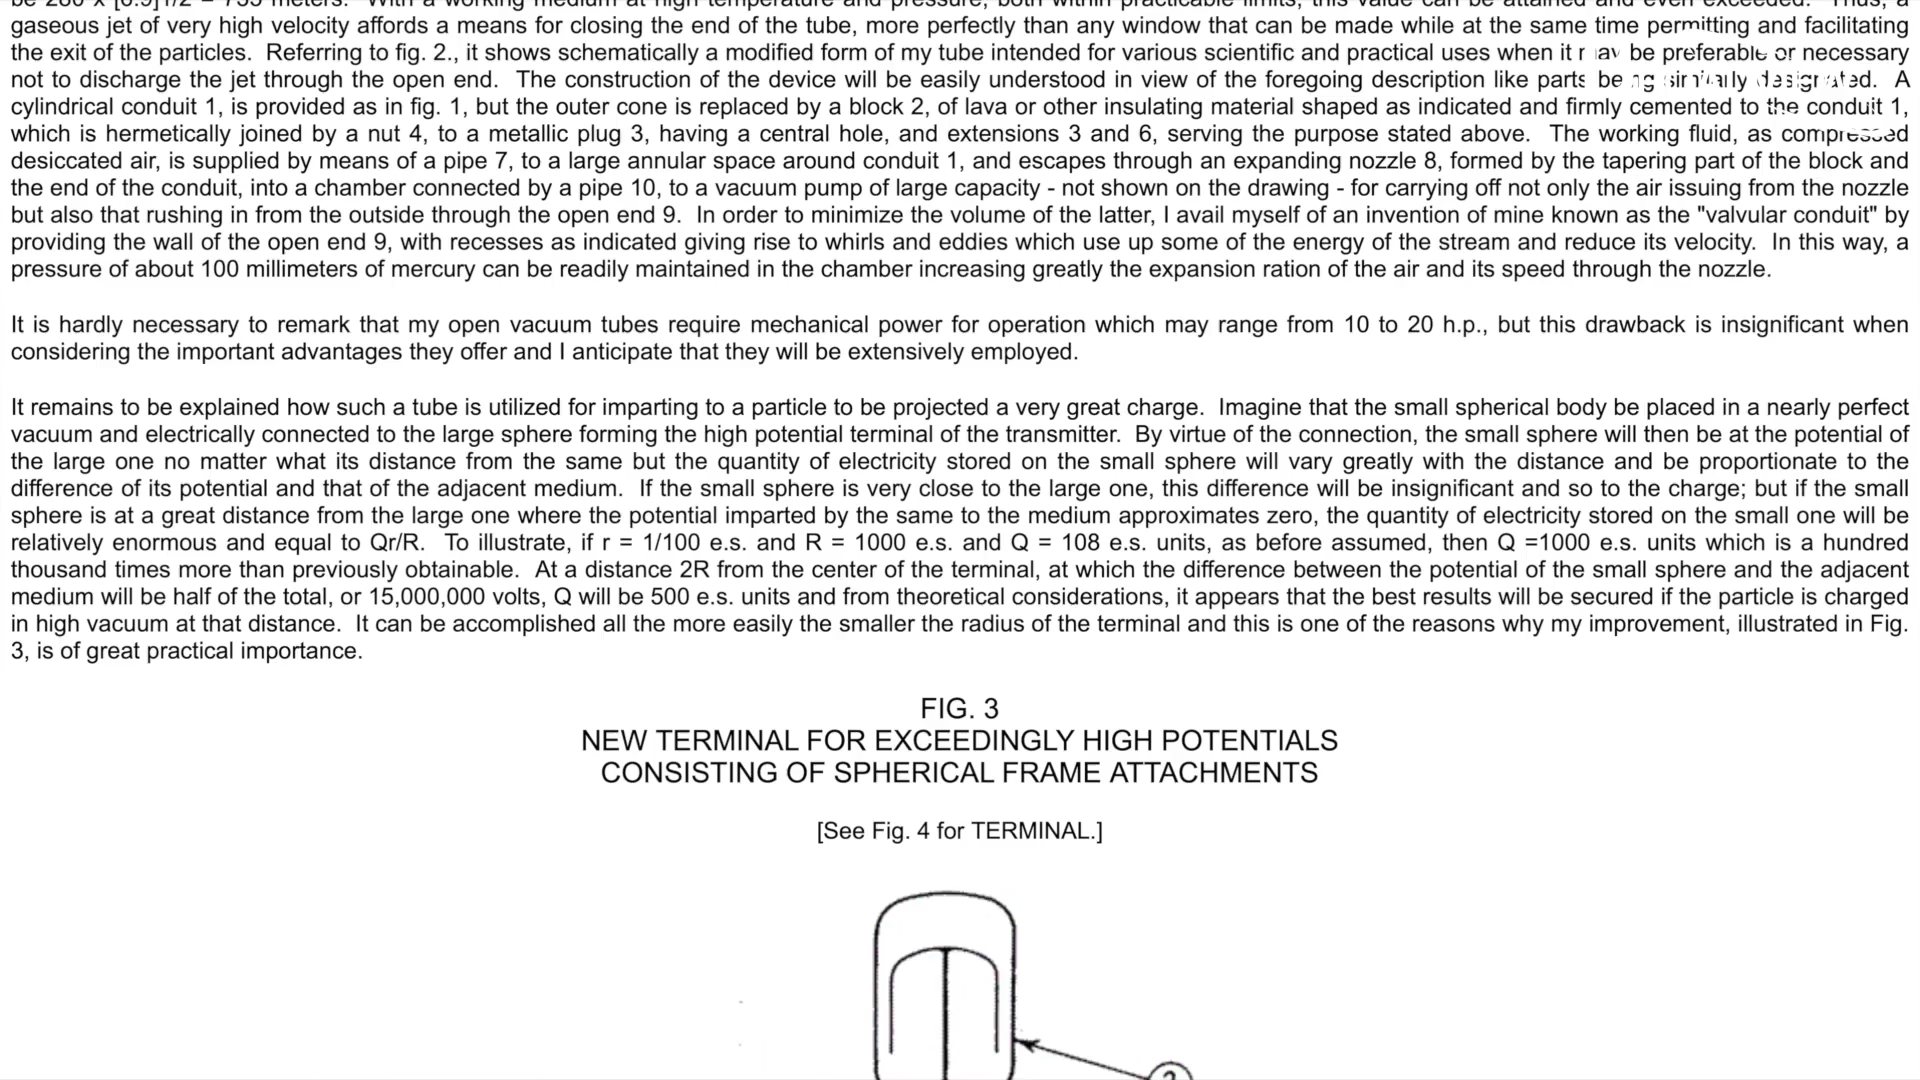 gaseous jet of very high velocity affords a means for closing the end of the tube, more perfectly than any window that can be made while at the same time permitting and facilitating
the exit of the particles. Referring to fig. 2., it shows schematically a modified form of my tube intended for various scientific and practical uses when it may be preferable or necessary
not to discharge the jet through the open end. The construction of the device will be easily understood in view of the foregoing description like parts being similarly designated. A
cylindrical conduit 1, is provided as in fig. 1, but the outer cone is replaced by a block 2, of lava or other insulating material shaped as indicated and firmly cemented to the conduit 1,
which is hermetically joined by a nut 4, to a metallic plug 3, having a central hole, and extensions 3 and 6, serving the purpose stated above. The working fluid, as compressed
desiccated air, is supplied by means of a pipe 7, to a large annular space around conduit 1, and escapes through an expanding nozzle 8, formed by the tapering part of the block and
the end of the conduit, into a chamber connected by a pipe 10, to a vacuum pump of large capacity - not shown on the drawing - for carrying off not only the air issuing from the nozzle
but also that rushing in from the outside through the open end 9. In order to minimize the volume of the latter, I avail myself of an invention of mine known as the "valvular conduit" by
providing the wall of the open end 9, with recesses as indicated giving rise to whirls and eddies which use up some of the energy of the stream and reduce its velocity. In this way, a
pressure of about 100 millimeters of mercury can be readily maintained in the chamber increasing greatly the expansion ration of the air and its speed through the nozzle.
It is hardly necessary to remark that my open vacuum tubes require mechanical power for operation which may range from 10 to 20 h.p., but this drawback is insignificant when
considering the important advantages they offer and I anticipate that they will be extensively employed.
It remains to be explained how such a tube is utilized for imparting to a particle to be projected a very great charge. Imagine that the small spherical body be placed in a nearly perfect
vacuum and electrically connected to the large sphere forming the high potential terminal of the transmitter. By virtue of the connection, the small sphere will then be at the potential of
the large one no matter what its distance from the same but the quantity of electricity stored on the small sphere will vary greatly with the distance and be proportionate to the
difference of its potential and that of the adjacent medium. If the small sphere is very close to the large one, this difference will be insignificant and so to the charge; but if the small
sphere is at a great distance from the large one where the potential imparted by the same to the medium approximates zero, the quantity of electricity stored on the small one will be
relatively enormous and equal to Qr/R. To illustrate, if r = 1/100 e.s. and R = 1000 e.s. and Q = 108 e.s. units, as before assumed, then Q =1000 e.s. units which is a hundred
thousand times more than previously obtainable. At a distance 2R from the center of the terminal, at which the difference between the potential of the small sphere and the adjacent
medium will be half of the total, or 15,000,000 volts, Q will be 500 e.s. units and from theoretical considerations, it appears that the best results will be secured if the particle is charged
in high vacuum at that distance. It can be accomplished all the more easily the smaller the radius of the terminal and this is one of the reasons why my improvement, illustrated in Fig.
3, is of great practical importance.
FIG. 3
NEW TERMINAL FOR EXCEEDINGLY HIGH POTENTIALS
CONSISTING OF SPHERICAL FRAME ATTACHMENTS
[See Fig. 4 for TERMINAL.]